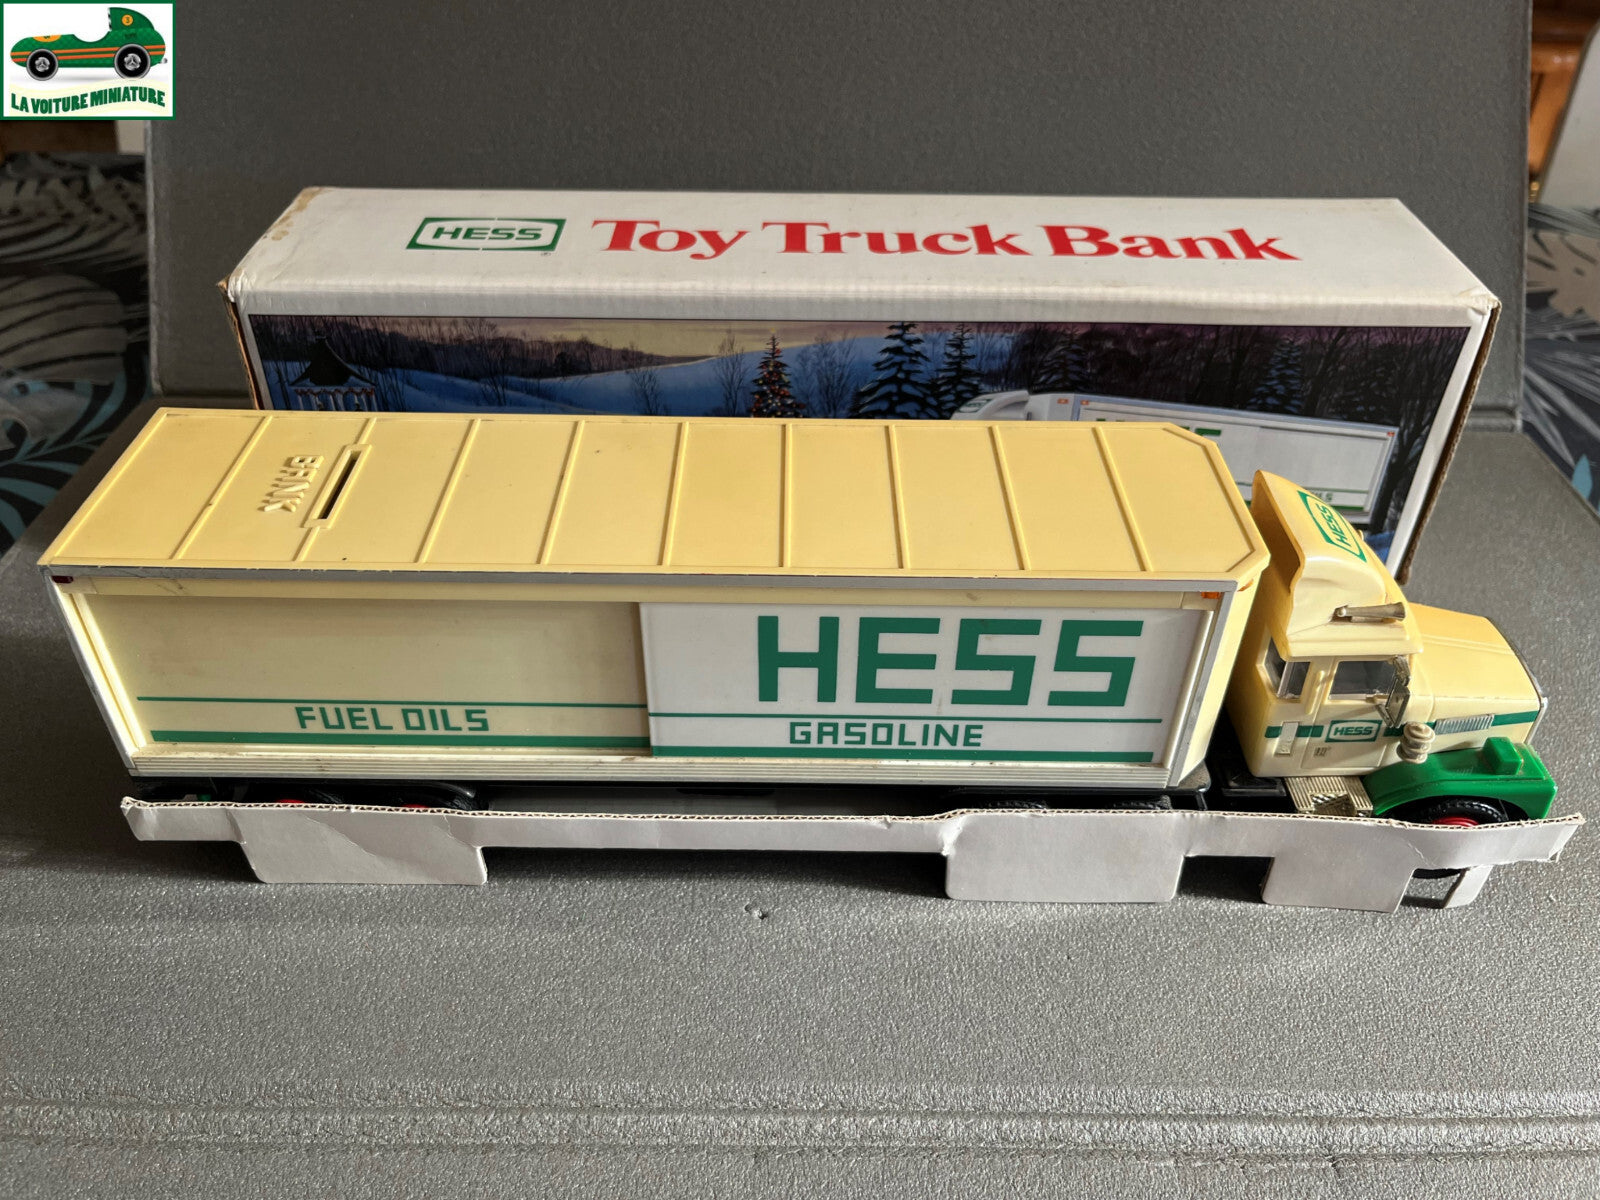 LA VOITURE MINIATURE
HESS Toy Truck Bank
BANK
HESS
HESS
FUEL OILS
GASOLINE
HESS